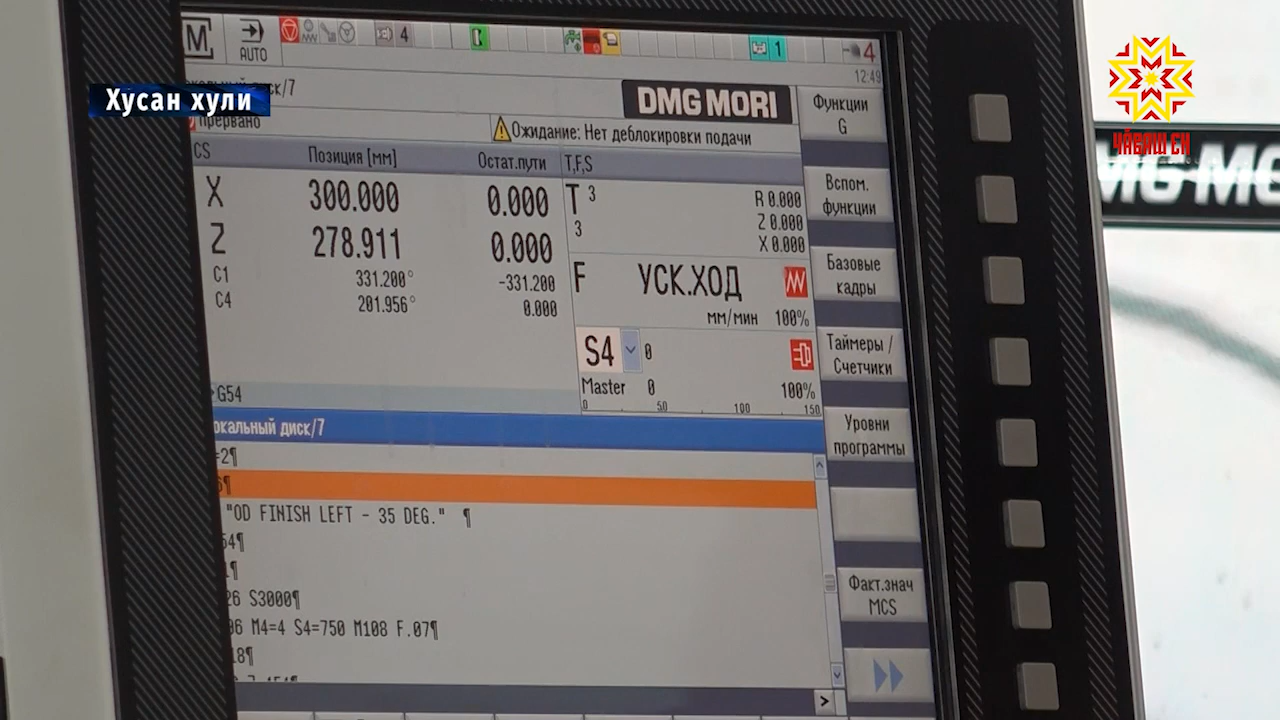 M
AUTO
4
1
4
12:49
Хусан хули
ЧӐВАШ ЕН
/7
DMG MORI
Функции
G
прервано
Ожидание: Нет деблокировки подачи
CS
Позиция [мм]
Остат.пути
T,F,S
X 300.000 0.000
Z 278.911 0.000
C1 331.200° -331.200
C4 201.956° 0.000
T 3
3
R 0.000
Z 0.000
X 0.000
F УСК.ХОД
мм/мин 100%
S4 0
Master 0 100%
0 50 100 150
G54
окальный диск/7
=2¶
6¶
"OD FINISH LEFT - 35 DEG." ¶
54¶
1¶
26 S3000¶
06 M4=4 S4=750 M108 F.07¶
18¶
Вспом.
функции
Базовые
кадры
Таймеры /
Счетчики
Уровни
программы
Факт.знач
MCS
>
MG MO